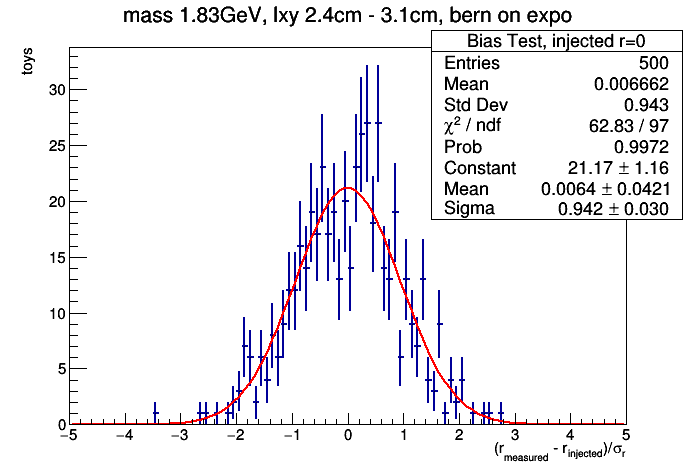 mass 1.83GeV, lxy 2.4cm - 3.1cm, bern on expo
Bias Test, injected r=0
Entries 500
Mean 0.006662
Std Dev 0.943
χ² / ndf 62.83 / 97
Prob 0.9972
Constant 21.17 ± 1.16
Mean 0.0064 ± 0.0421
Sigma 0.942 ± 0.030
toys
30
25
20
15
10
5
0
−5 −4 −3 −2 −1 0 1 2 3 4 5
(r_measured - r_injected)/σ_r